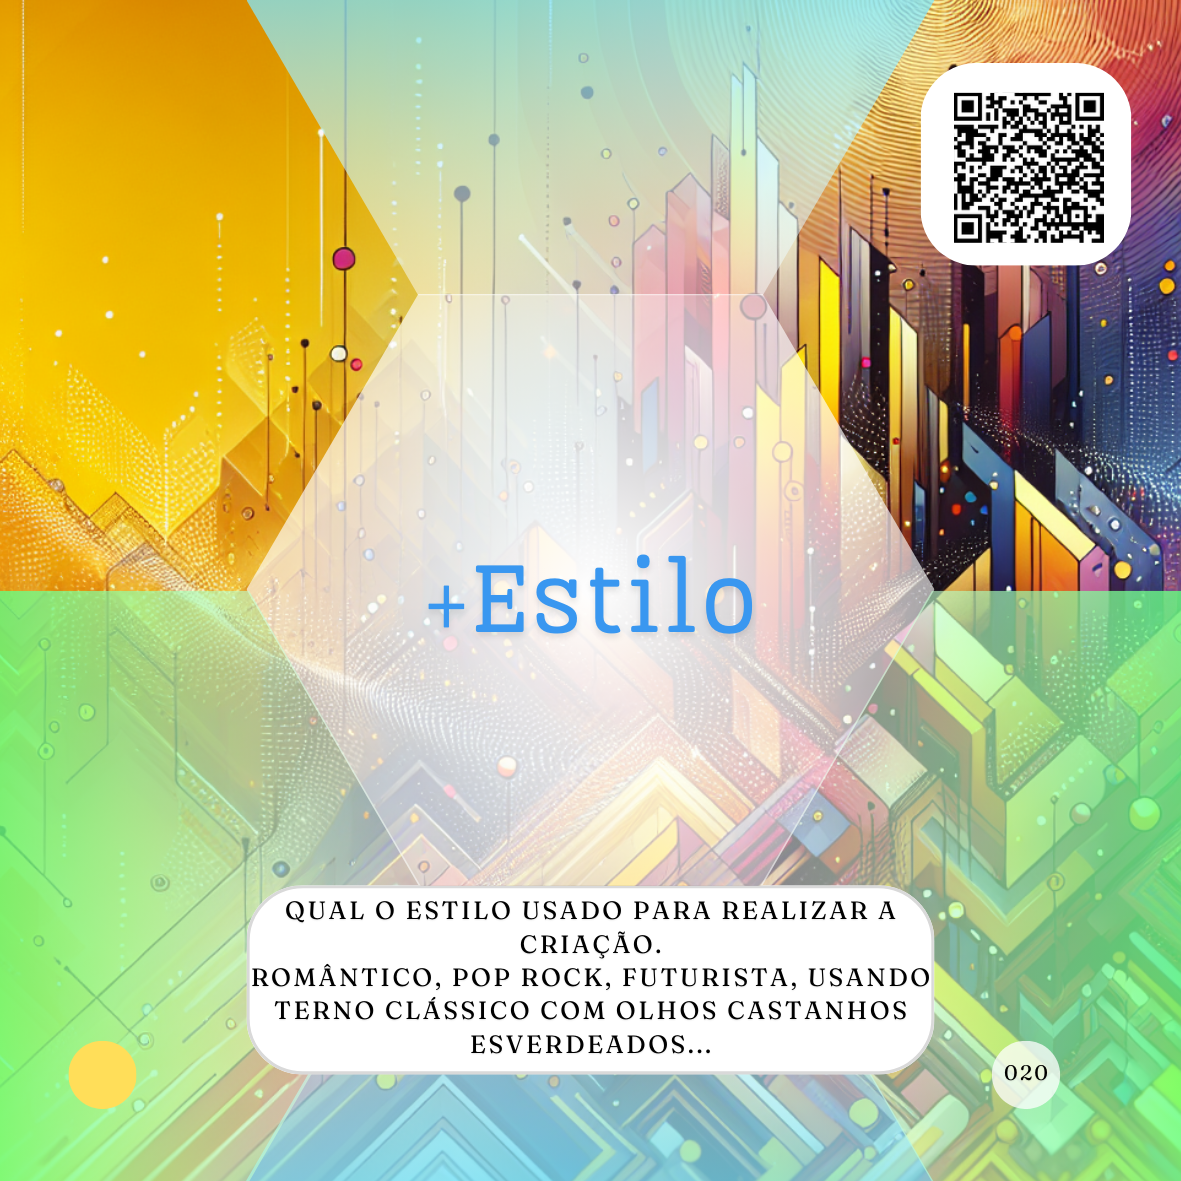 +Estilo
QUAL O ESTILO USADO PARA REALIZAR A
CRIAÇÃO.
ROMÂNTICO, POP ROCK, FUTURISTA, USANDO
TERNO CLÁSSICO COM OLHOS CASTANHOS
ESVERDEADOS...
020